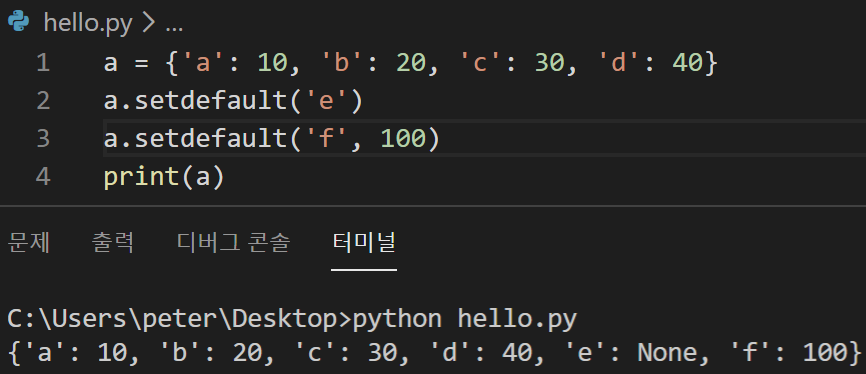 hello.py > ...
1 a = {'a': 10, 'b': 20, 'c': 30, 'd': 40}
2 a.setdefault('e')
3 a.setdefault('f', 100)
4 print(a)
문제 출력 디버그 콘솔 터미널
C:\Users\peter\Desktop>python hello.py
{'a': 10, 'b': 20, 'c': 30, 'd': 40, 'e': None, 'f': 100}